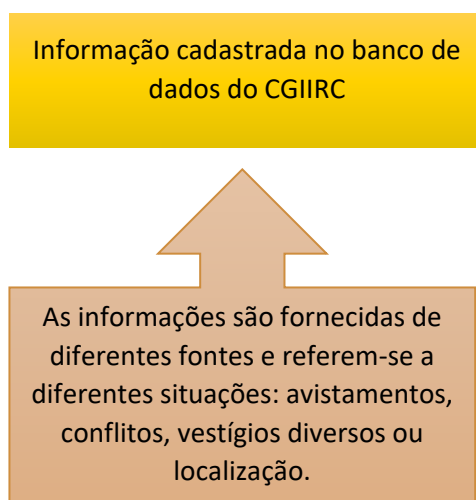 Informação cadastrada no banco de
dados do CGIIRC
As informações são fornecidas de
diferentes fontes e referem-se a
diferentes situações: avistamentos,
conflitos, vestígios diversos ou
localização.